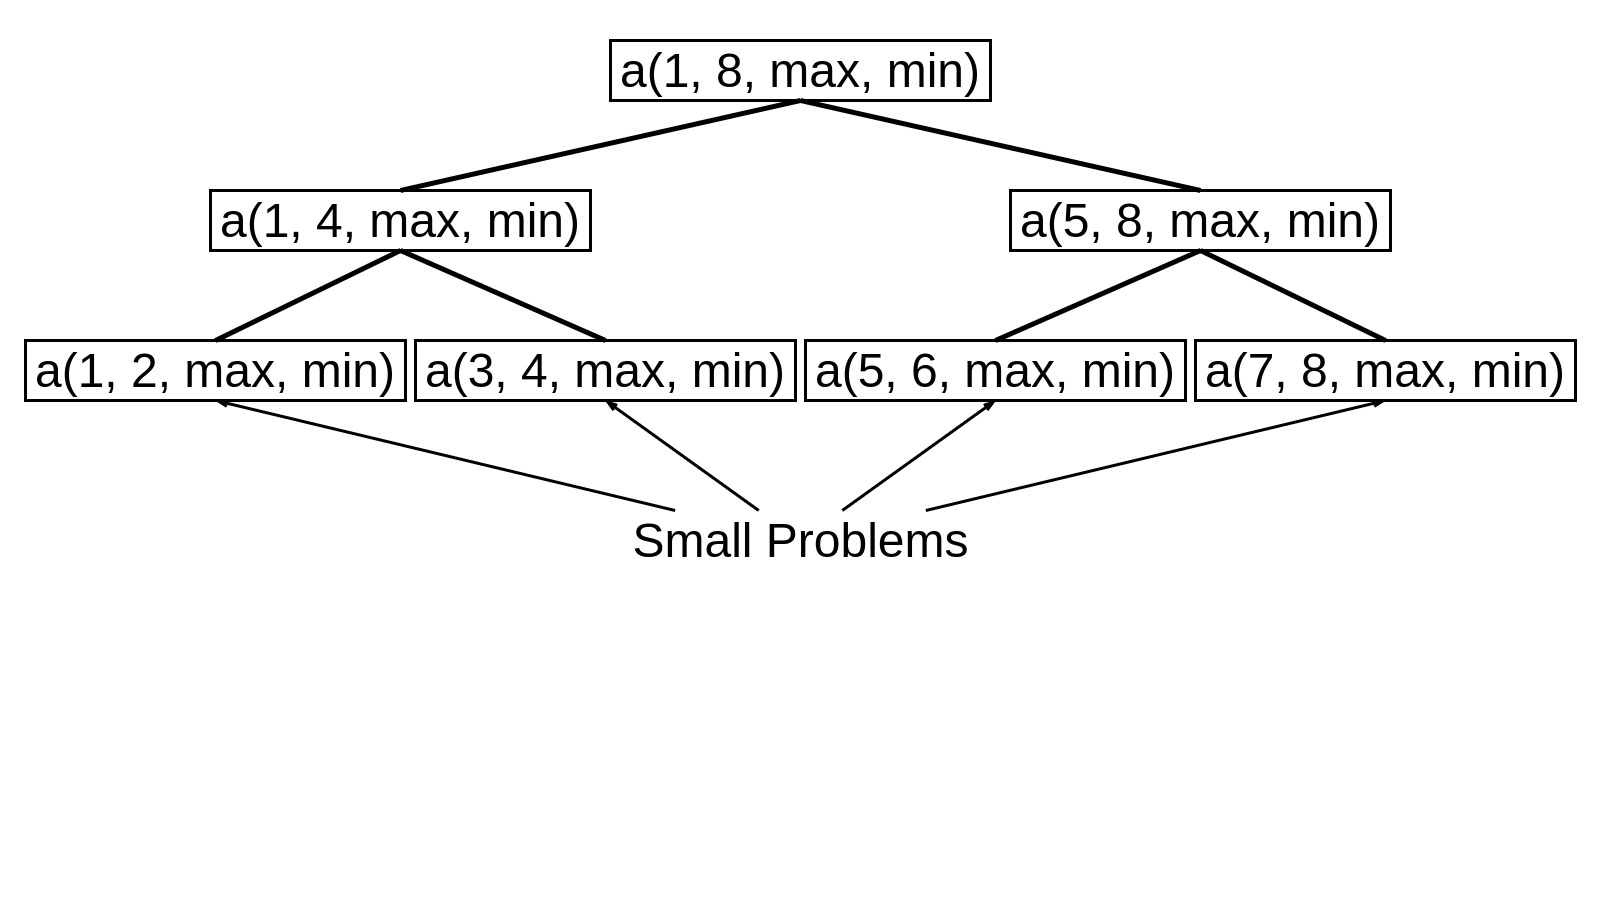 a(1, 8, max, min)
a(1, 4, max, min)
a(5, 8, max, min)
a(1, 2, max, min)
a(3, 4, max, min)
a(5, 6, max, min)
a(7, 8, max, min)
Small Problems